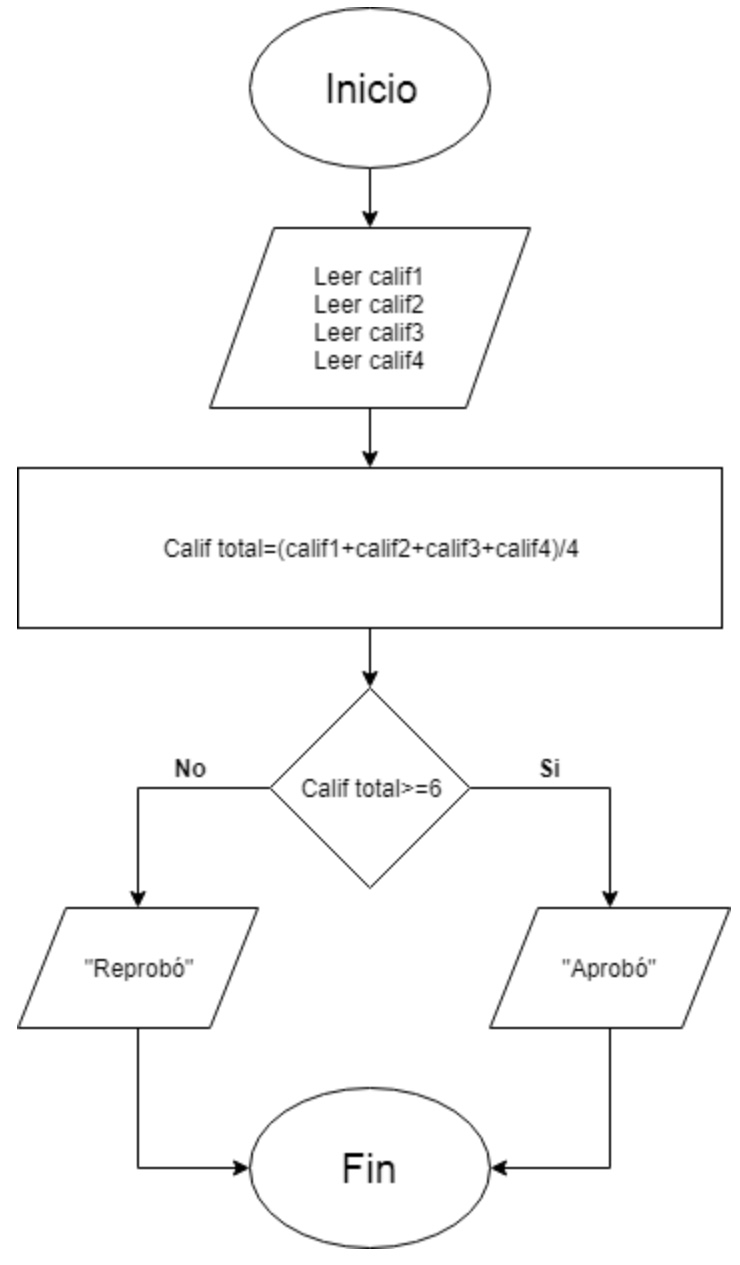 Inicio
Leer calif1
Leer calif2
Leer calif3
Leer calif4
Calif total=(calif1+calif2+calif3+calif4)/4
No
Si
Calif total>=6
"Reprobó"
"Aprobó"
Fin